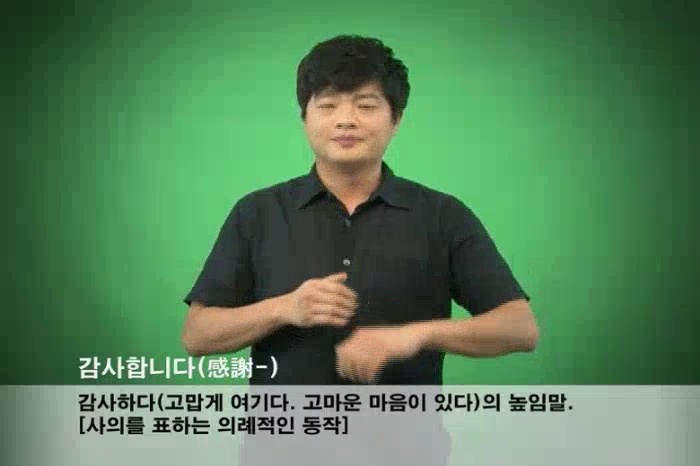 감사합니다(感謝-)
감사하다(고맙게 여기다. 고마운 마음이 있다)의 높임말.
[사의를 표하는 의례적인 동작]